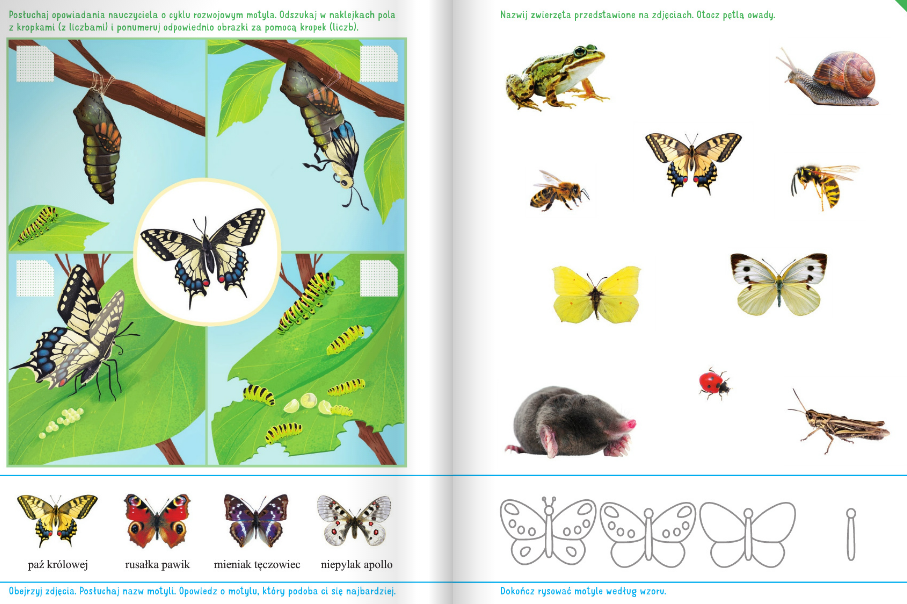 Posłuchaj opowiadania nauczyciela o cyklu rozwojowym motyla. Odszukaj w naklejkach pola
z kropkami (z liczbami) i ponumeruj odpowiednio obrazki za pomocą kropek (liczb).
paź królowej
rusałka pawik
mieniak tęczowiec
niepylak apollo
Obejrzyj zdjęcia. Posłuchaj nazw motyli. Opowiedz o motylu, który podoba ci się najbardziej.
Nazwij zwierzęta przedstawione na zdjęciach. Otocz pętlą owady.
Dokończ rysować motyle według wzoru.